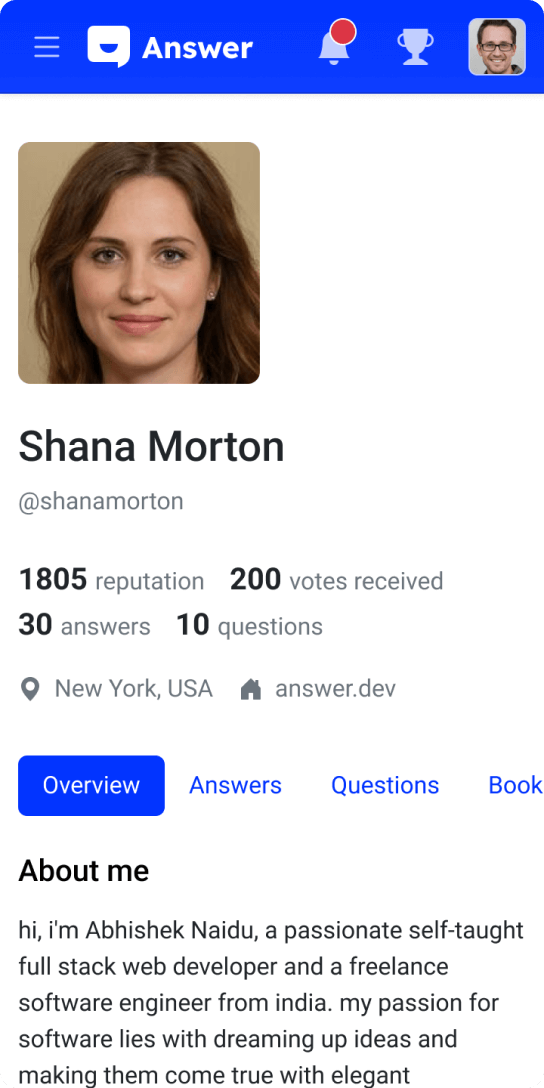 Answer
Shana Morton
@shanamorton
1805 reputation 200 votes received
30 answers 10 questions
New York, USA answer.dev
Overview Answers Questions Book
About me
hi, i'm Abhishek Naidu, a passionate self-taught
full stack web developer and a freelance
software engineer from india. my passion for
software lies with dreaming up ideas and
making them come true with elegant